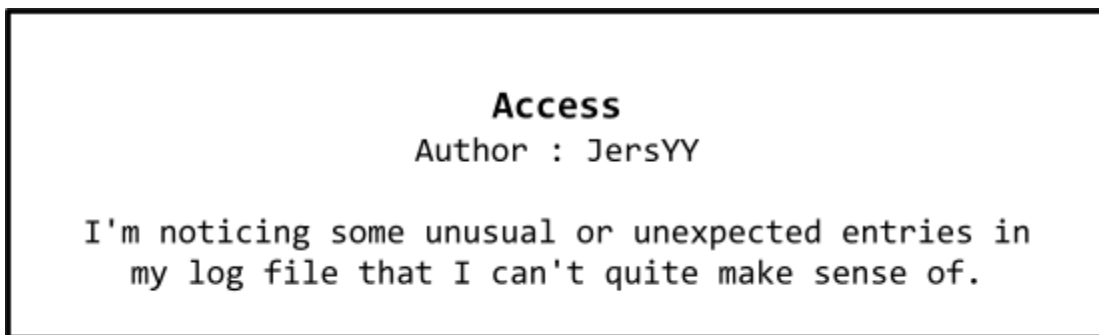 Access
Author : JersYY
I'm noticing some unusual or unexpected entries in
my log file that I can't quite make sense of.